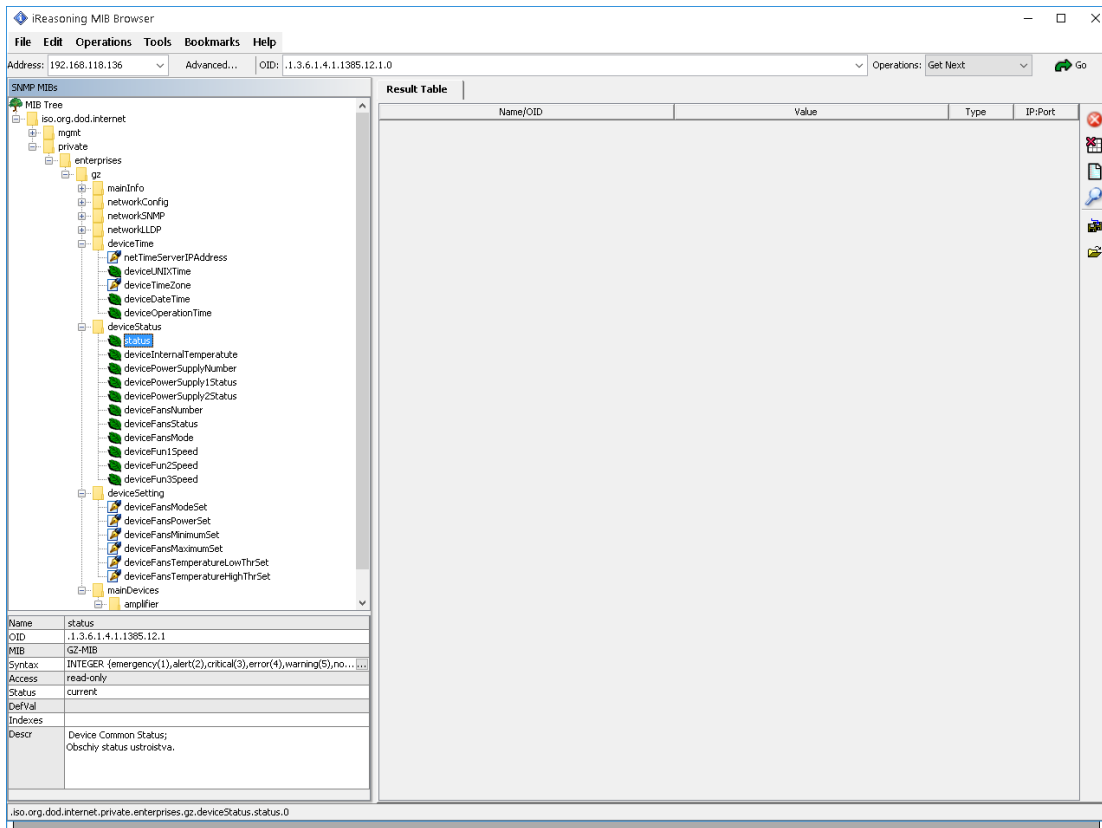 iReasoning MIB Browser
File Edit Operations Tools Bookmarks Help
Address: 192.168.118.136 Advanced... OID: .1.3.6.1.4.1.1385.12.1.0 Operations: Get Next Go
SNMP MIBs
MIB Tree
iso.org.dod.internet
mgmt
private
enterprises
gz
mainInfo
networkConfig
networkSNMP
networkLLDP
deviceTime
netTimeServerIPAddress
deviceUNIXTime
deviceTimeZone
deviceDateTime
deviceOperationTime
deviceStatus
status
deviceInternalTemperatute
devicePowerSupplyNumber
devicePowerSupply1Status
devicePowerSupply2Status
deviceFansNumber
deviceFansStatus
deviceFansMode
deviceFun1Speed
deviceFun2Speed
deviceFun3Speed
deviceSetting
deviceFansModeSet
deviceFansPowerSet
deviceFansMinimumSet
deviceFansMaximumSet
deviceFansTemperatureLowThrSet
deviceFansTemperatureHighThrSet
mainDevices
amplifier
Name status
OID .1.3.6.1.4.1.1385.12.1
MIB GZ-MIB
Syntax INTEGER {emergency(1),alert(2),critical(3),error(4),warning(5),no... ...
Access read-only
Status current
DefVal
Indexes
Descr Device Common Status;
Obschiy status ustroistva.
Result Table
Name/OID Value Type IP:Port
.iso.org.dod.internet.private.enterprises.gz.deviceStatus.status.0